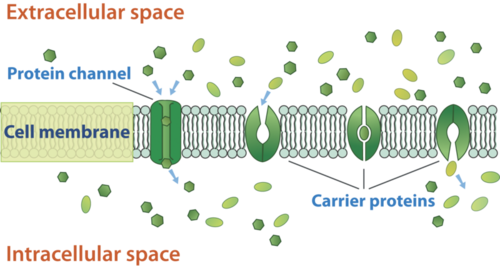 Extracellular space
Protein channel
Cell membrane
Carrier proteins
Intracellular space